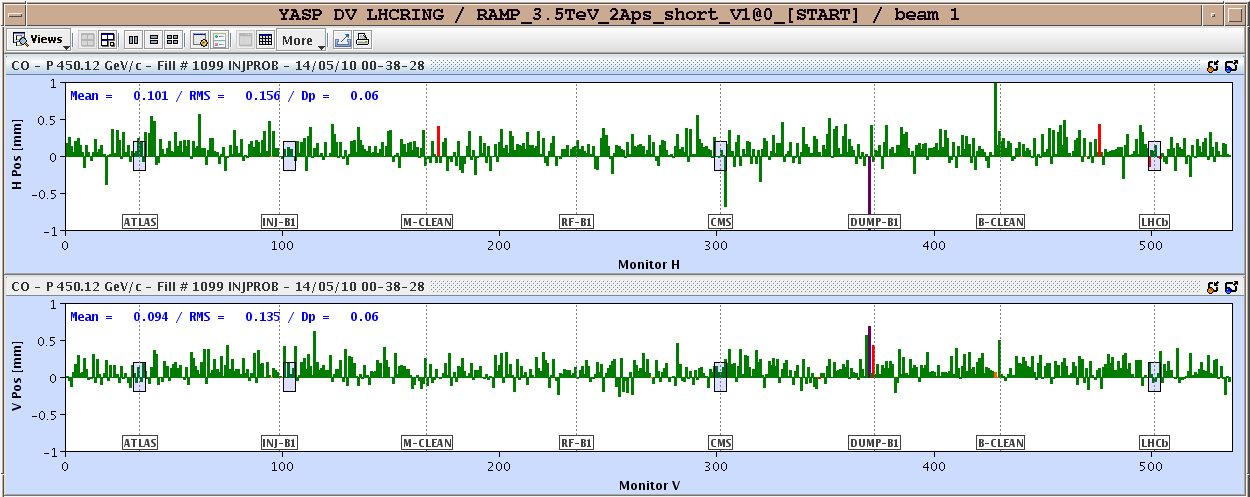 YASP DV LHCRING / RAMP_3.5TeV_2Aps_short_V1@0_[START] / beam 1
Views More
CO - P 450.12 GeV/c - Fill # 1099 INJPROB - 14/05/10 00-38-28
Mean = 0.101 / RMS = 0.156 / Dp = 0.06
H Pos [mm]
1
0.5
0
-0.5
-1
ATLAS INJ-B1 M-CLEAN RF-B1 CMS DUMP-B1 B-CLEAN LHCb
0 100 200 300 400 500
Monitor H
CO - P 450.12 GeV/c - Fill # 1099 INJPROB - 14/05/10 00-38-28
Mean = 0.094 / RMS = 0.135 / Dp = 0.06
V Pos [mm]
1
0.5
0
-0.5
-1
ATLAS INJ-B1 M-CLEAN RF-B1 CMS DUMP-B1 B-CLEAN LHCb
0 100 200 300 400 500
Monitor V